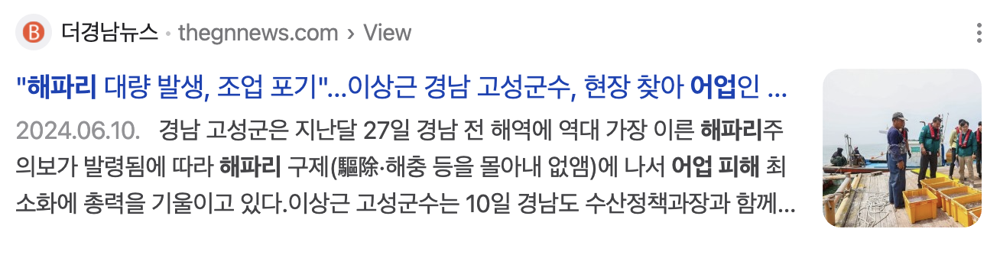 B 더경남뉴스 · thegnnews.com › View
"해파리 대량 발생, 조업 포기"...이상근 경남 고성군수, 현장 찾아 어업인 ...
2024.06.10. 경남 고성군은 지난달 27일 경남 전 해역에 역대 가장 이른 해파리주
의보가 발령됨에 따라 해파리 구제(驅除·해충 등을 몰아내 없앰)에 나서 어업 피해 최
소화에 총력을 기울이고 있다.이상근 고성군수는 10일 경남도 수산정책과장과 함께...